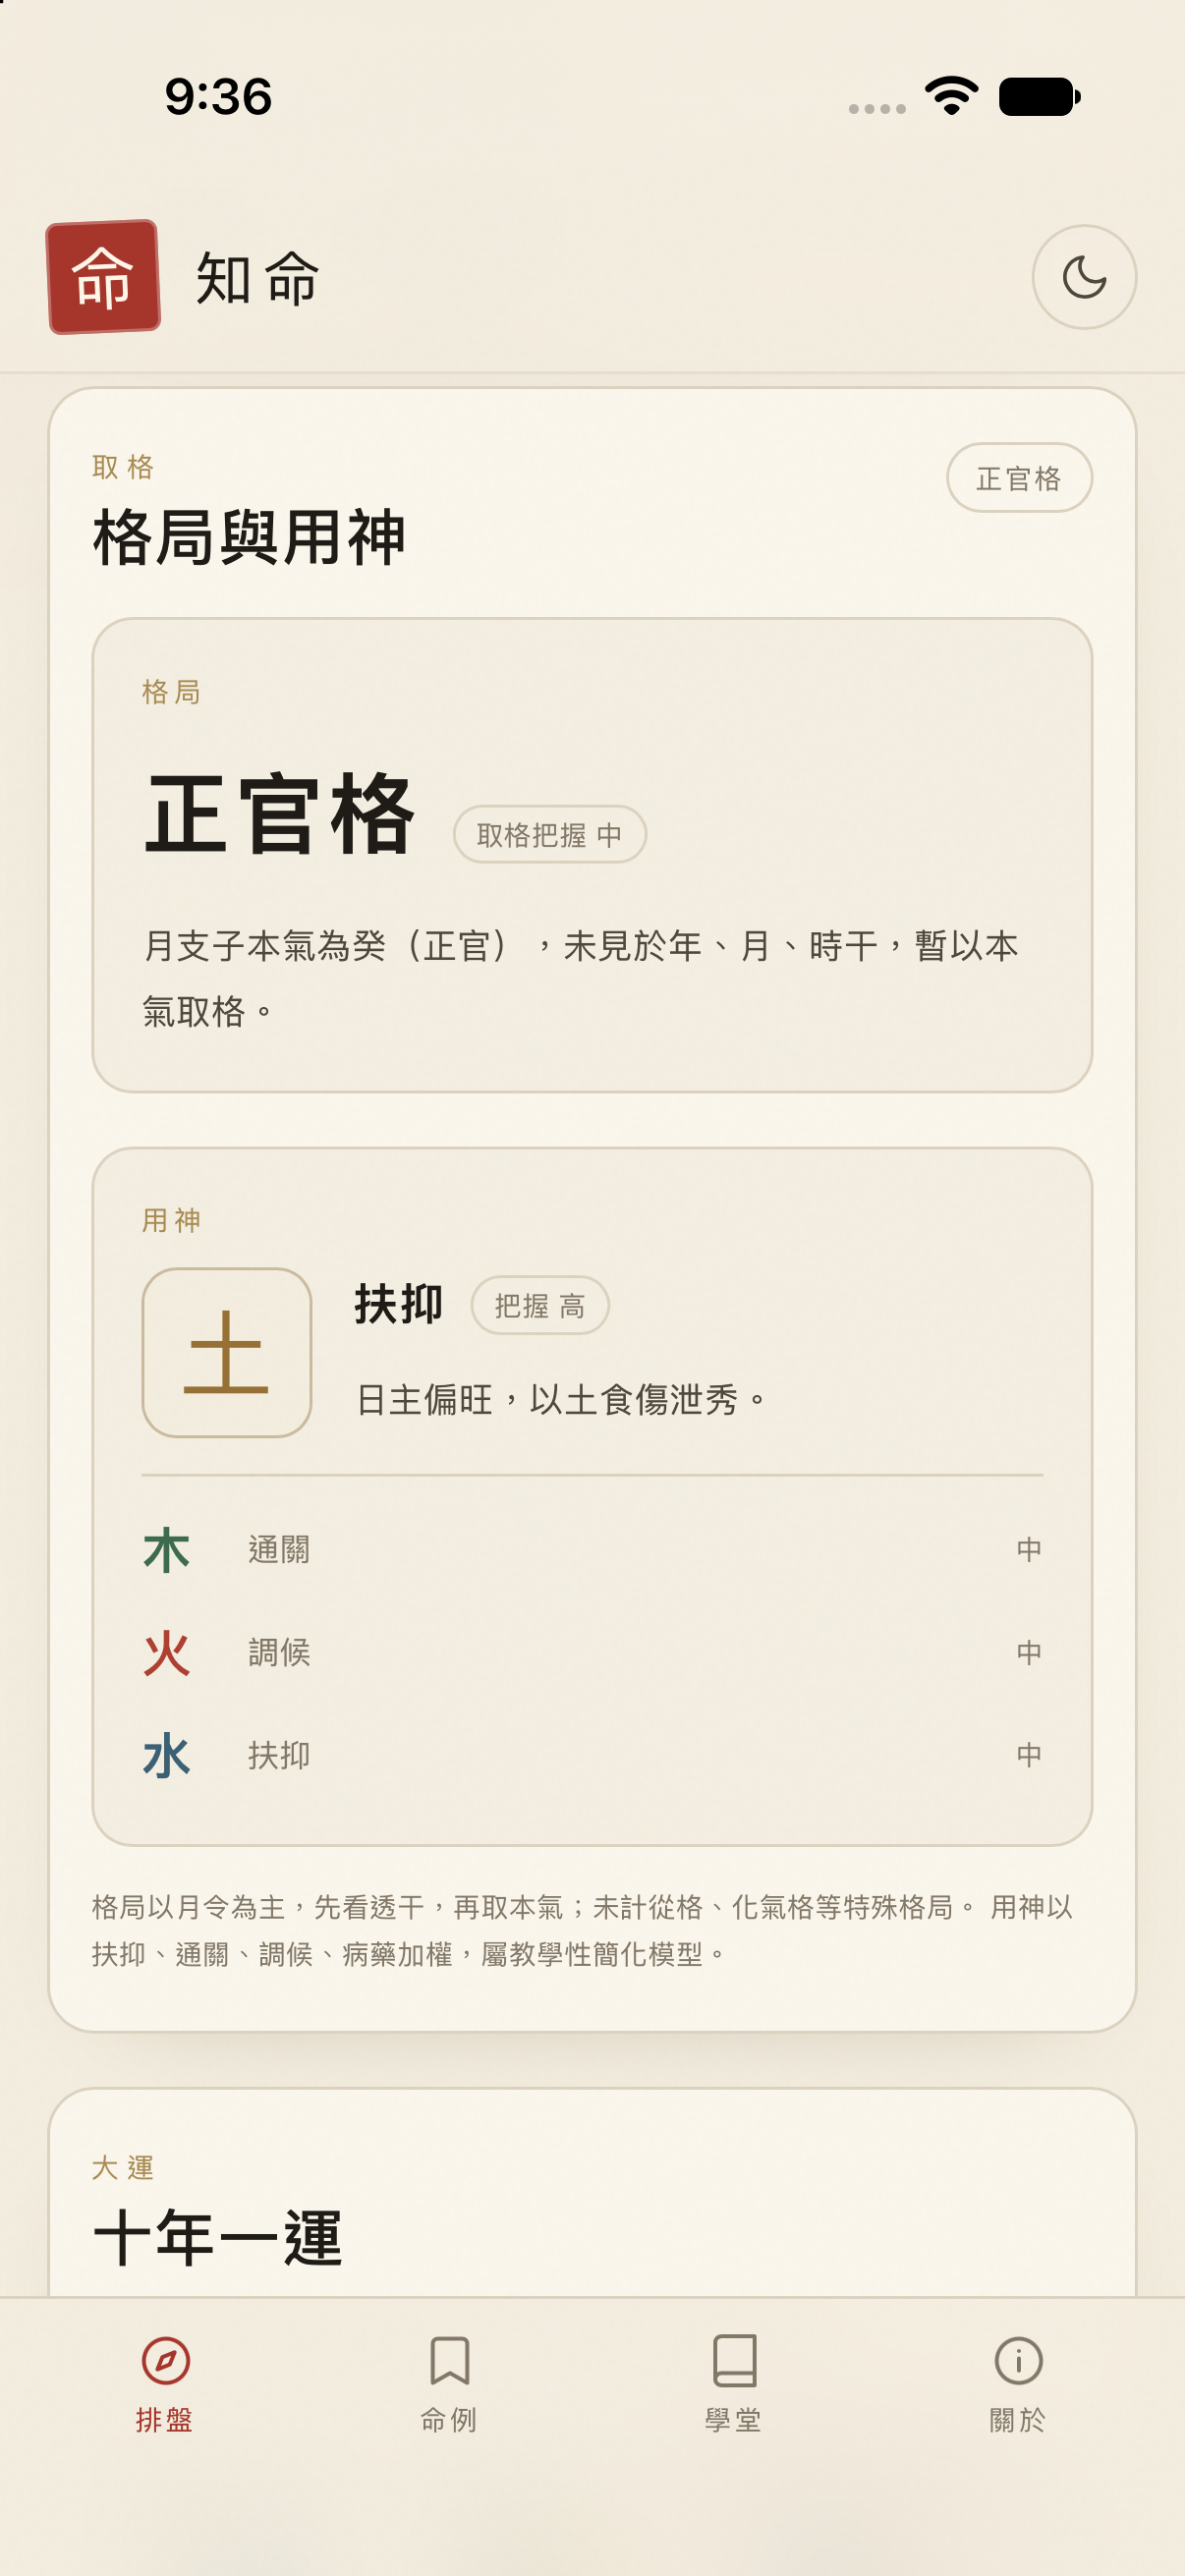 9:36
命 知命
取格
正官格
格局與用神
格局
正官格 取格把握 中
月支子本氣為癸（正官），未見於年、月、時干，暫以本
氣取格。
用神
土
扶抑 把握 高
日主偏旺，以土食傷泄秀。
木 通關 中
火 調候 中
水 扶抑 中
格局以月令為主，先看透干，再取本氣；未計從格、化氣格等特殊格局。 用神以
扶抑、通關、調候、病藥加權，屬教學性簡化模型。
大運
十年一運
排盤 命例 學堂 關於